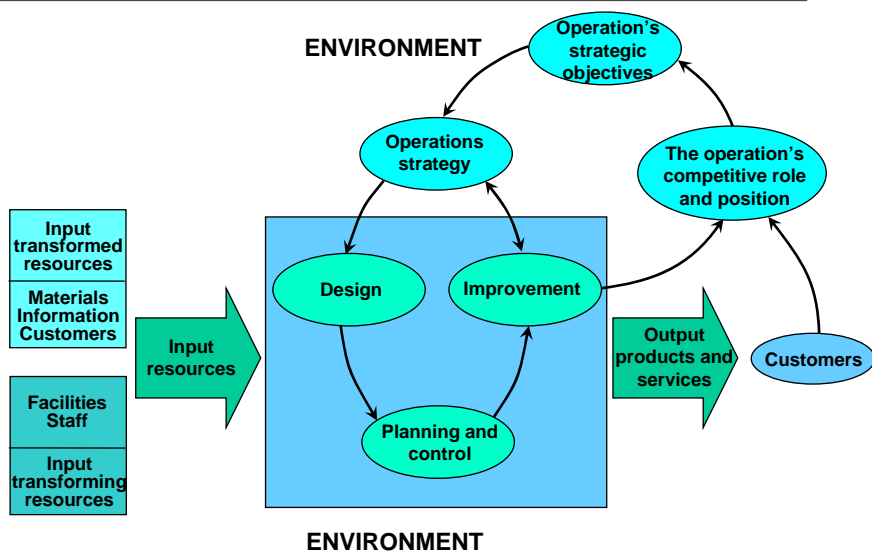 ENVIRONMENT
Operation's
strategic
objectives
Operations
strategy
The operation's
competitive role
and position
Input
transformed
resources
Materials
Information
Customers
Input
resources
Design
Improvement
Output
products and
services
Customers
Facilities
Staff
Input
transforming
resources
Planning and
control
ENVIRONMENT